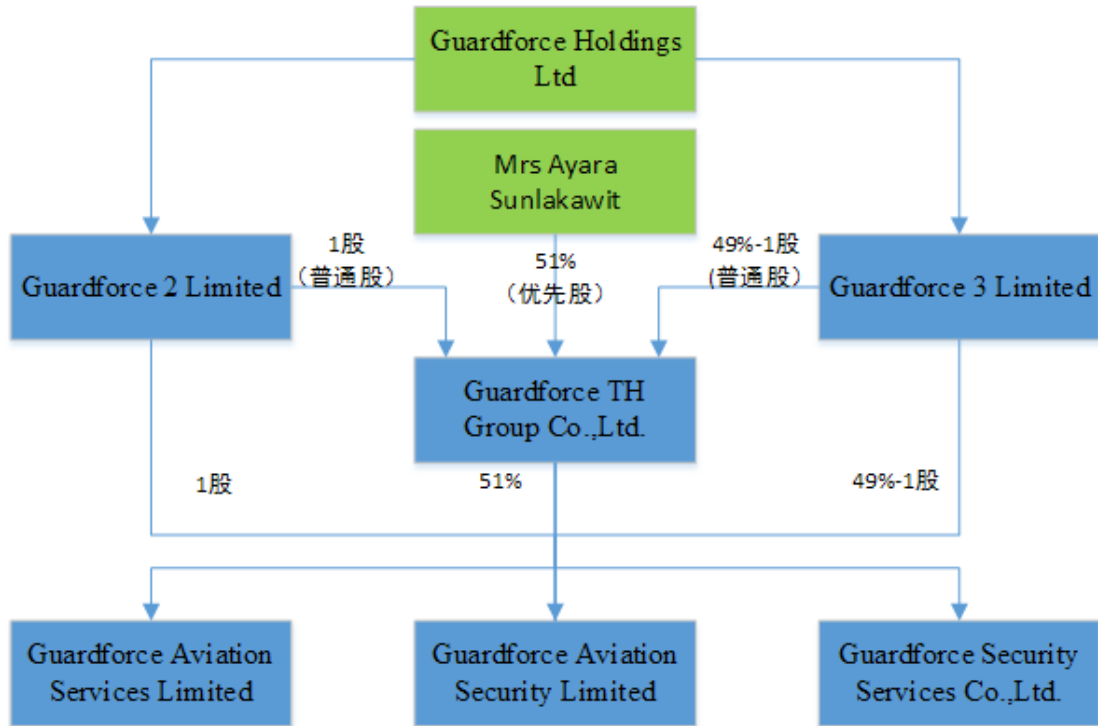 Guardforce Holdings
Ltd
Mrs Ayara
Sunlakawit
Guardforce 2 Limited
1股
（普通股）
51%
（优先股）
49%-1股
(普通股）
Guardforce 3 Limited
Guardforce TH
Group Co.,Ltd.
1股
51%
49%-1股
Guardforce Aviation
Services Limited
Guardforce Aviation
Security Limited
Guardforce Security
Services Co.,Ltd.